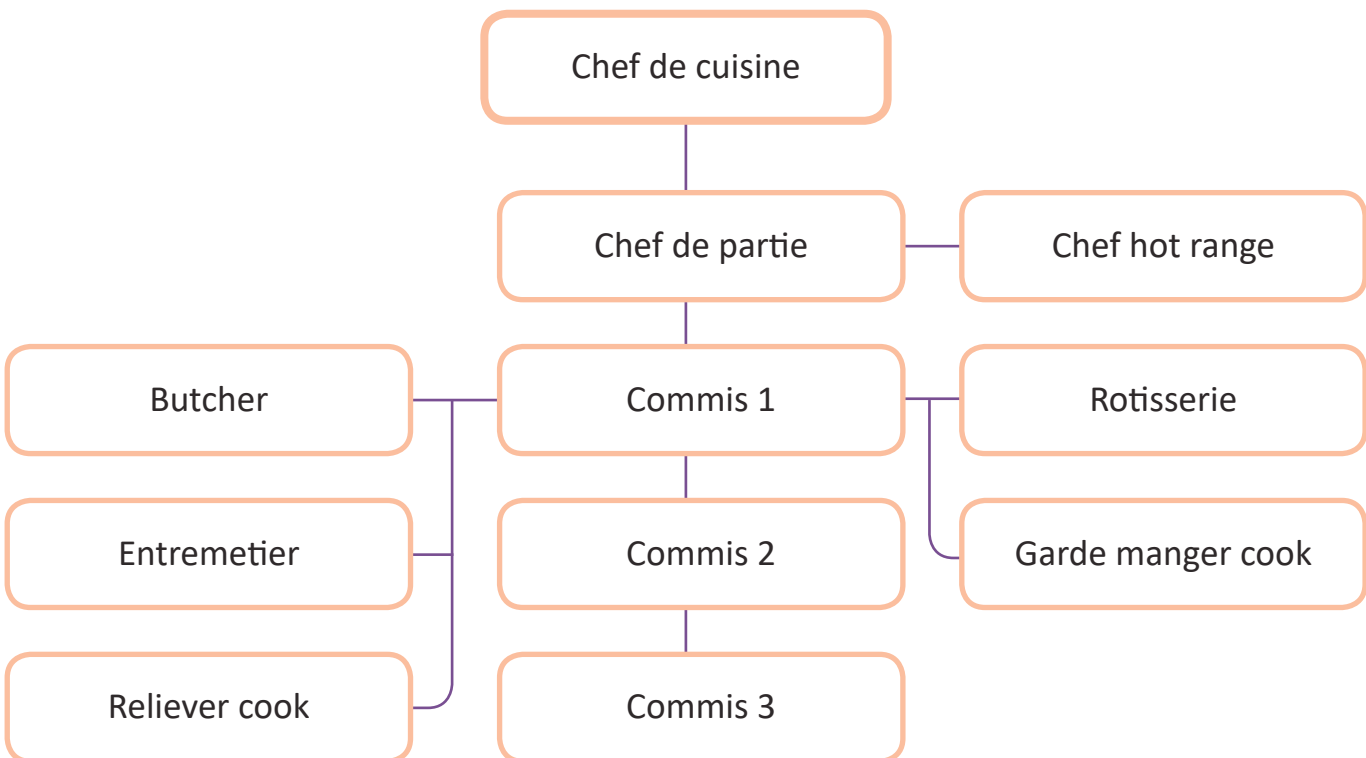 Chef de cuisine
Chef de partie
Chef hot range
Butcher
Commis 1
Rotisserie
Entremetier
Commis 2
Garde manger cook
Reliever cook
Commis 3